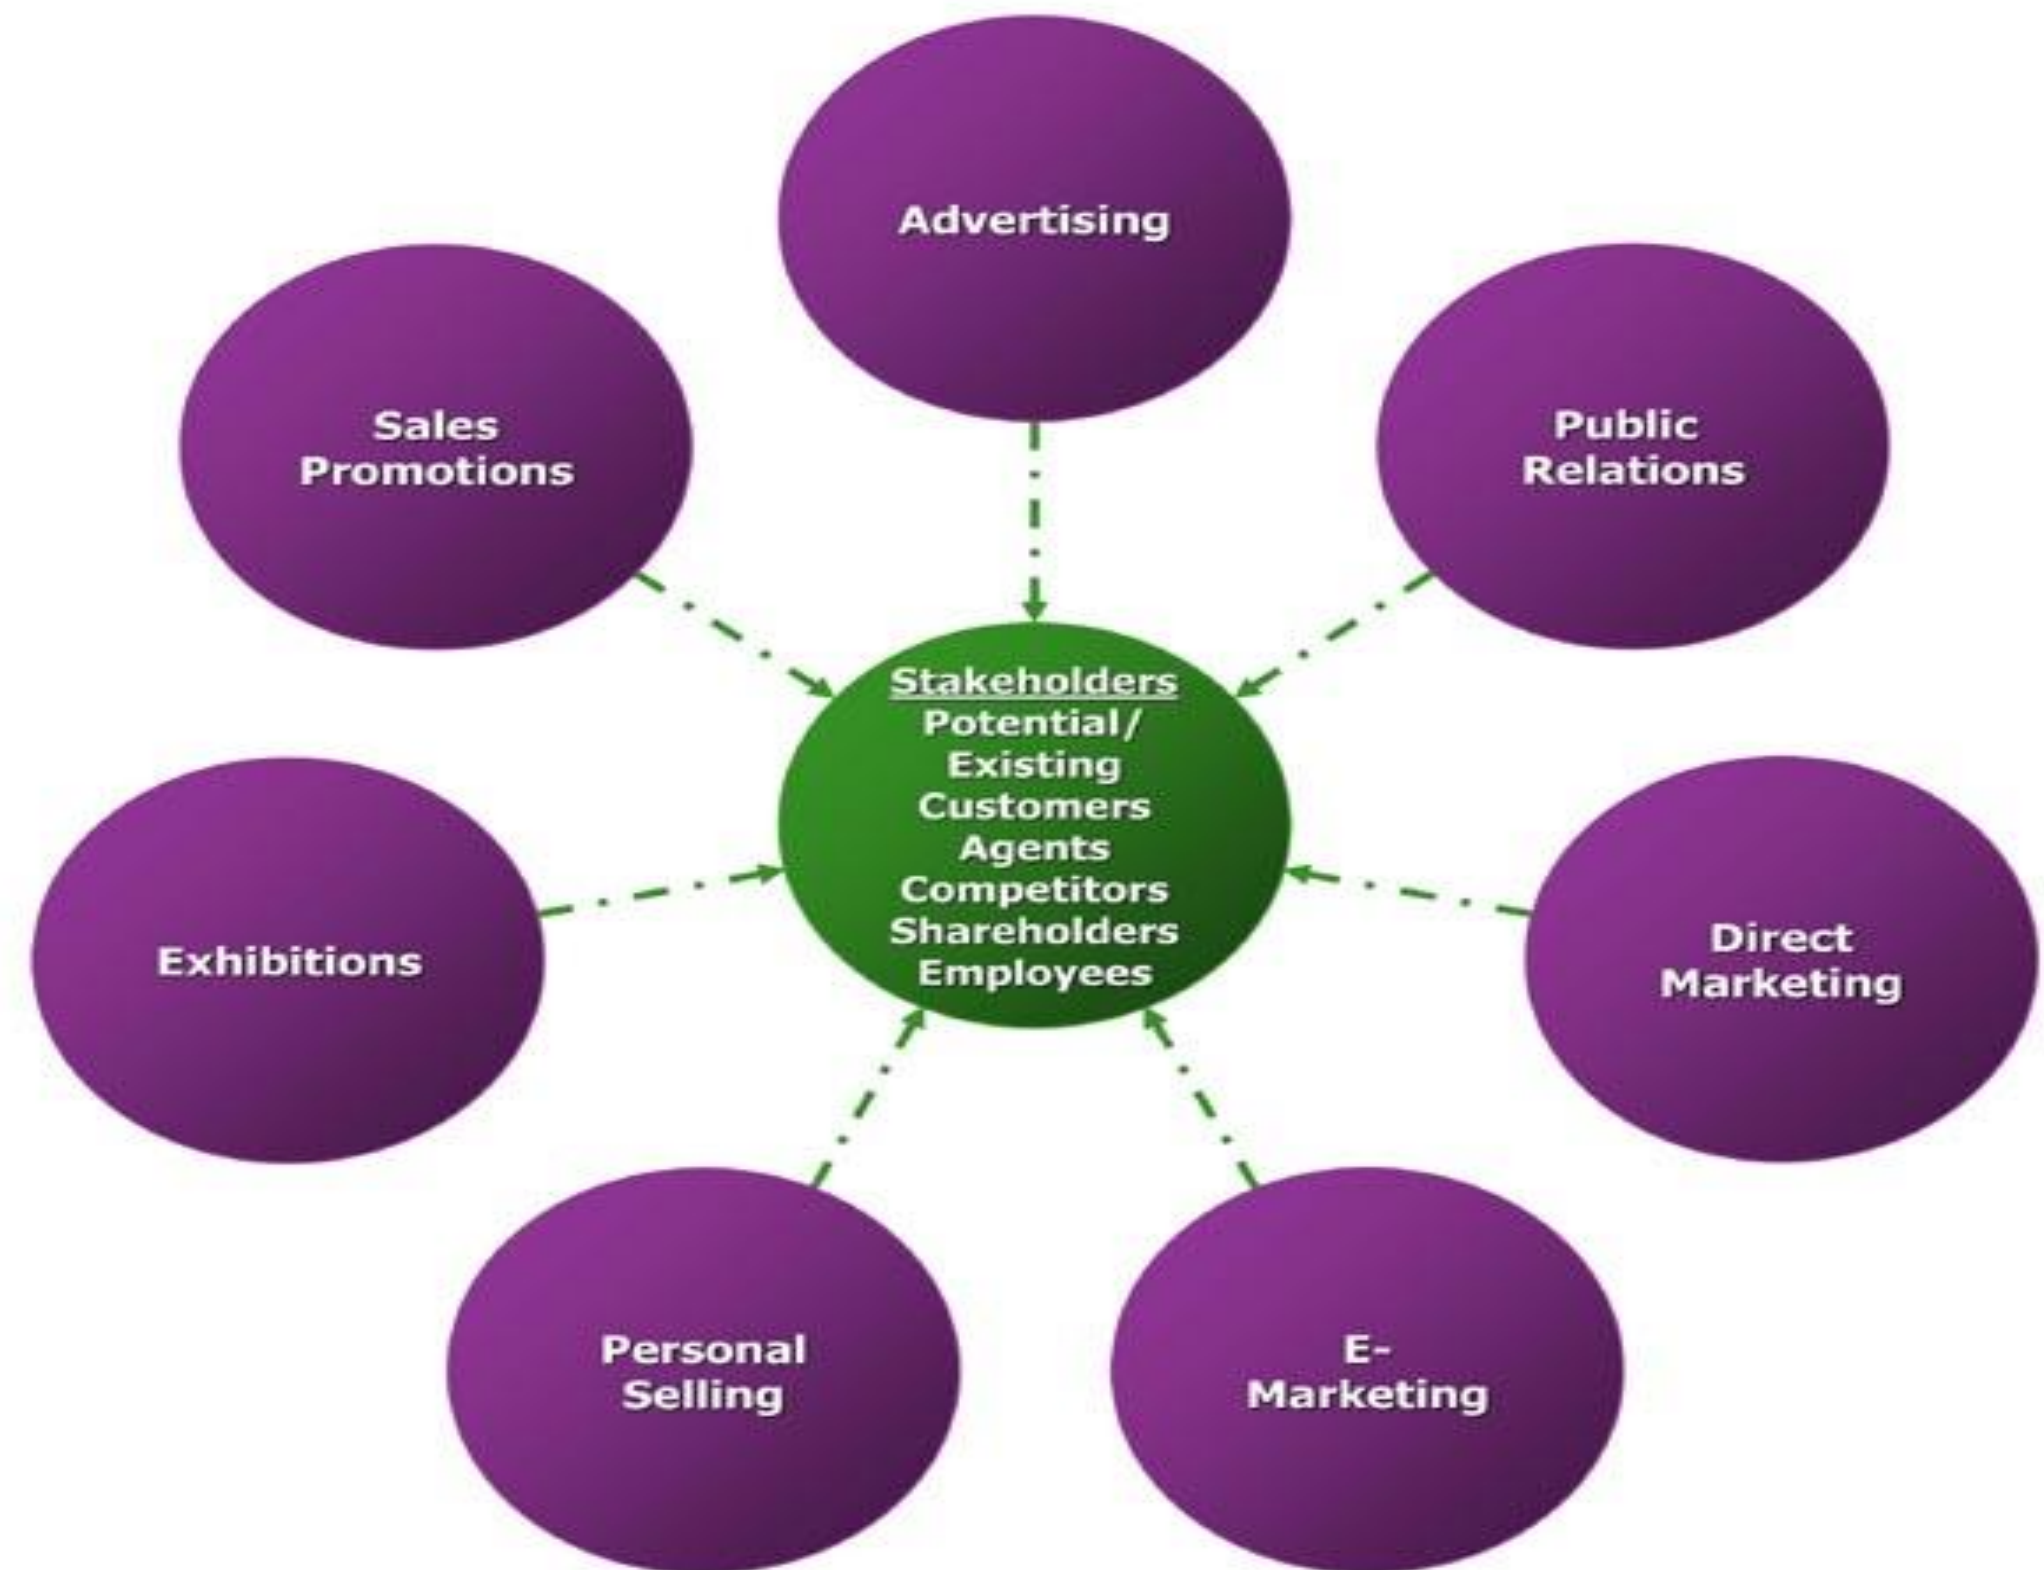 Advertising
Sales
Promotions
Public
Relations
Stakeholders
Potential/
Existing
Customers
Agents
Competitors
Shareholders
Employees
Exhibitions
Direct
Marketing
Personal
Selling
E-
Marketing